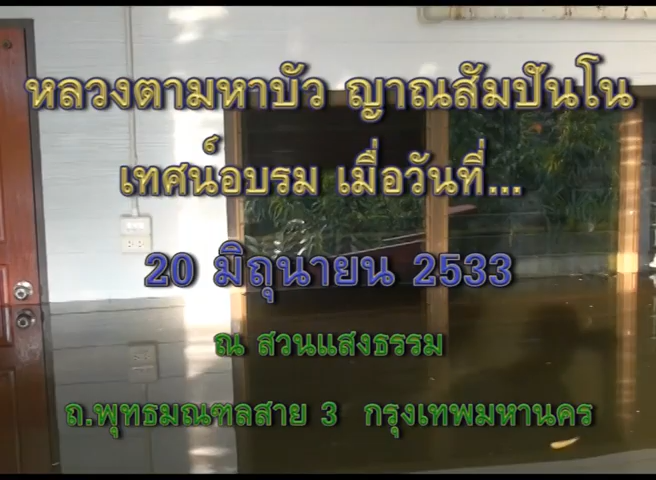 หลวงตามหาบัว ญาณสัมปันโน
เทศน์อบรม เมื่อวันที่...
20 มิถุนายน 2533
ณ สวนแสงธรรม
ถ.พุทธมณฑลสาย 3 กรุงเทพมหานคร